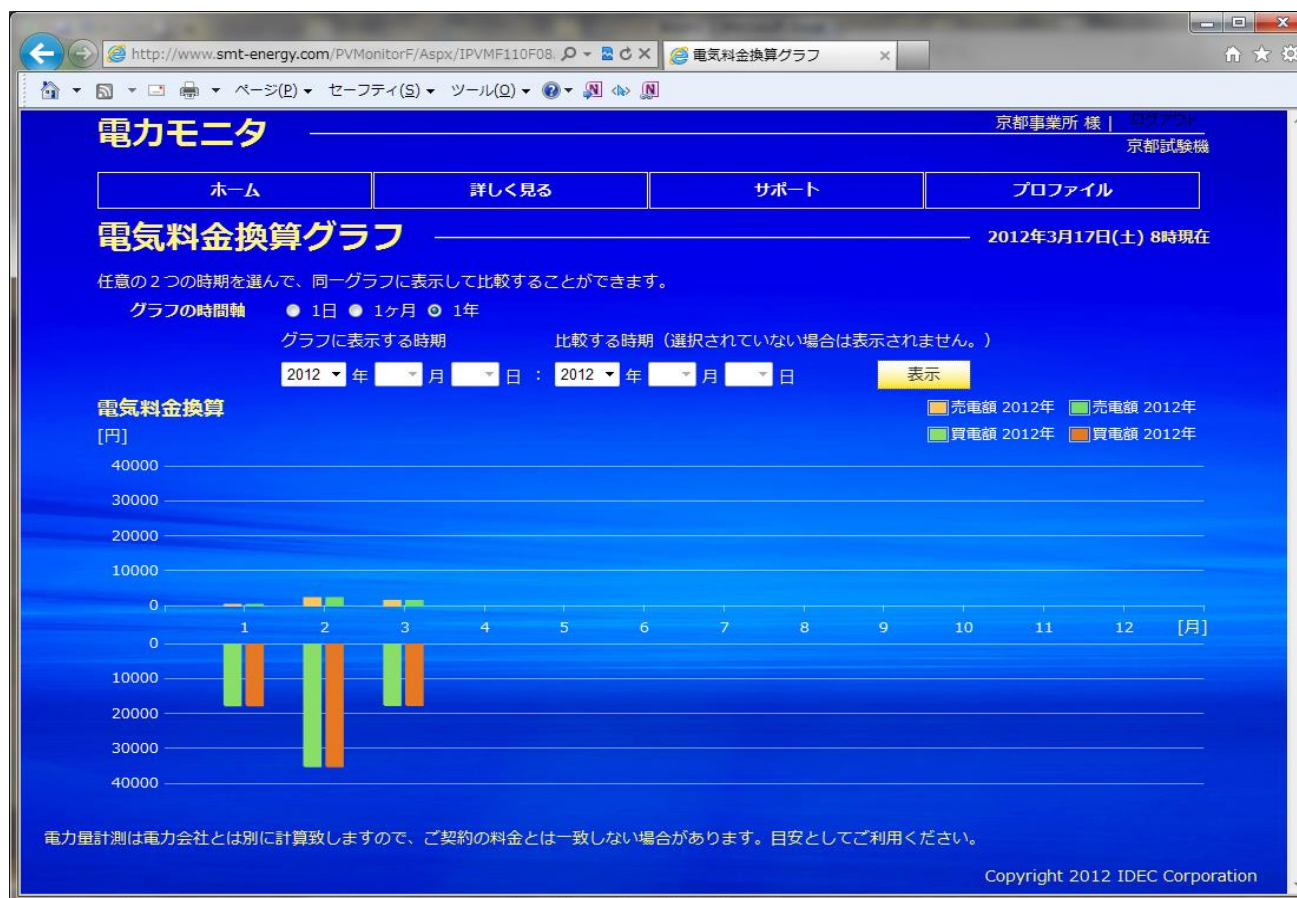 http://www.smt-energy.com/PVMonitorF/Aspx/IPVMF110F08.
電気料金換算グラフ
ページ(P) セーフティ(S) ツール(O)
電力モニタ
京都事業所 様 | ログアウト
京都試験機
ホーム 詳しく見る サポート プロファイル
電気料金換算グラフ
2012年3月17日(土) 8時現在
任意の２つの時期を選んで、同一グラフに表示して比較することができます。
グラフの時間軸 1日 1ヶ月 1年
グラフに表示する時期 比較する時期（選択されていない場合は表示されません。）
2012 年 月 日 : 2012 年 月 日 表示
電気料金換算
[円]
売電額 2012年 売電額 2012年
買電額 2012年 買電額 2012年
40000
30000
20000
10000
0
1 2 3 4 5 6 7 8 9 10 11 12 [月]
0
10000
20000
30000
40000
電力量計測は電力会社とは別に計算致しますので、ご契約の料金とは一致しない場合があります。目安としてご利用ください。
Copyright 2012 IDEC Corporation